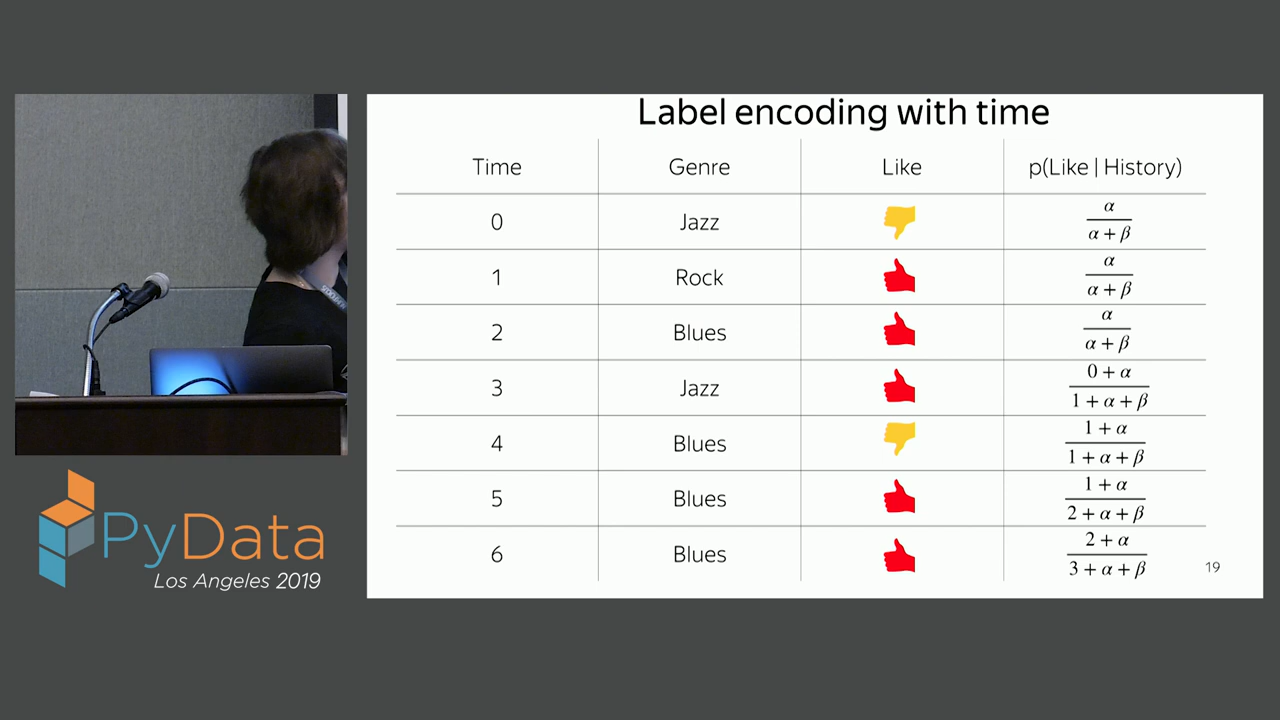 Label encoding with time
Time Genre Like p(Like | History)
0 Jazz 👎 α / α + β
1 Rock 👍 α / α + β
2 Blues 👍 α / α + β
3 Jazz 👍 0 + α / 1 + α + β
4 Blues 👎 1 + α / 1 + α + β
5 Blues 👍 1 + α / 2 + α + β
6 Blues 👍 2 + α / 3 + α + β
19
PyData
Los Angeles 2019